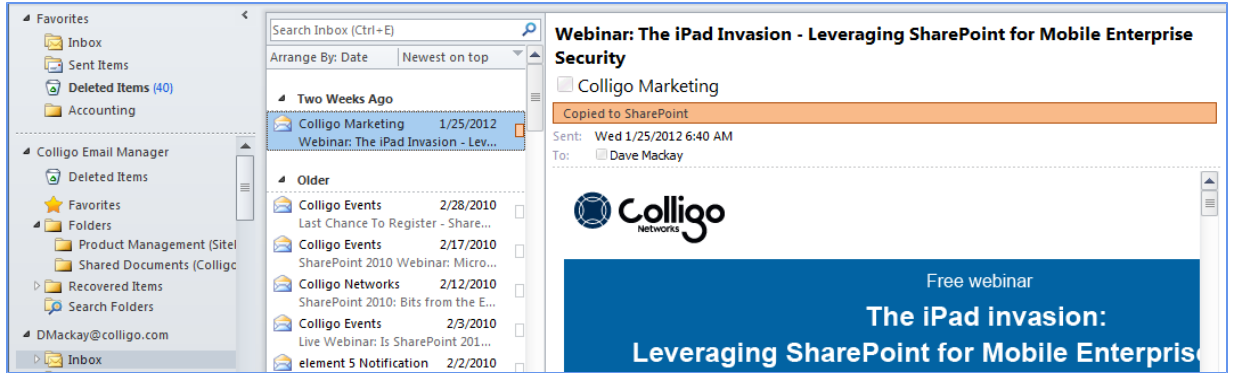 Favorites
Inbox
Sent Items
Deleted Items (40)
Accounting
Colligo Email Manager
Deleted Items
Favorites
Folders
Product Management (Sitel
Shared Documents (Colligo
Recovered Items
Search Folders
DMackay@colligo.com
Inbox
Search Inbox (Ctrl+E)
Arrange By: Date Newest on top
Two Weeks Ago
Colligo Marketing 1/25/2012
Webinar: The iPad Invasion - Lev...
Older
Colligo Events 2/28/2010
Last Chance To Register - Share...
Colligo Events 2/17/2010
SharePoint 2010 Webinar: Micro...
Colligo Networks 2/12/2010
SharePoint 2010: Bits from the E...
Colligo Events 2/3/2010
Live Webinar: Is SharePoint 201...
element 5 Notification 2/2/2010
Webinar: The iPad Invasion - Leveraging SharePoint for Mobile Enterprise
Security
Colligo Marketing
Copied to SharePoint
Sent: Wed 1/25/2012 6:40 AM
To: Dave Mackay
Colligo
Networks
Free webinar
The iPad invasion:
Leveraging SharePoint for Mobile Enterprise